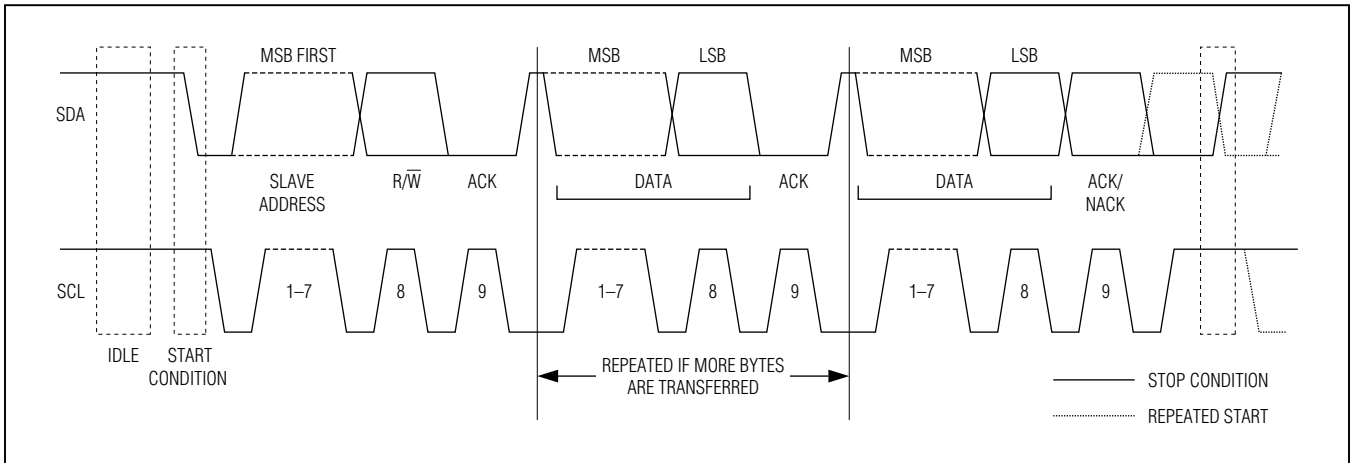 MSB FIRST
MSB LSB
MSB LSB
SDA
SLAVE
ADDRESS
R/W̅
ACK
DATA
ACK
DATA
ACK/
NACK
SCL
1–7 8 9
1–7 8 9
1–7 8 9
IDLE
START
CONDITION
REPEATED IF MORE BYTES
ARE TRANSFERRED
STOP CONDITION
REPEATED START